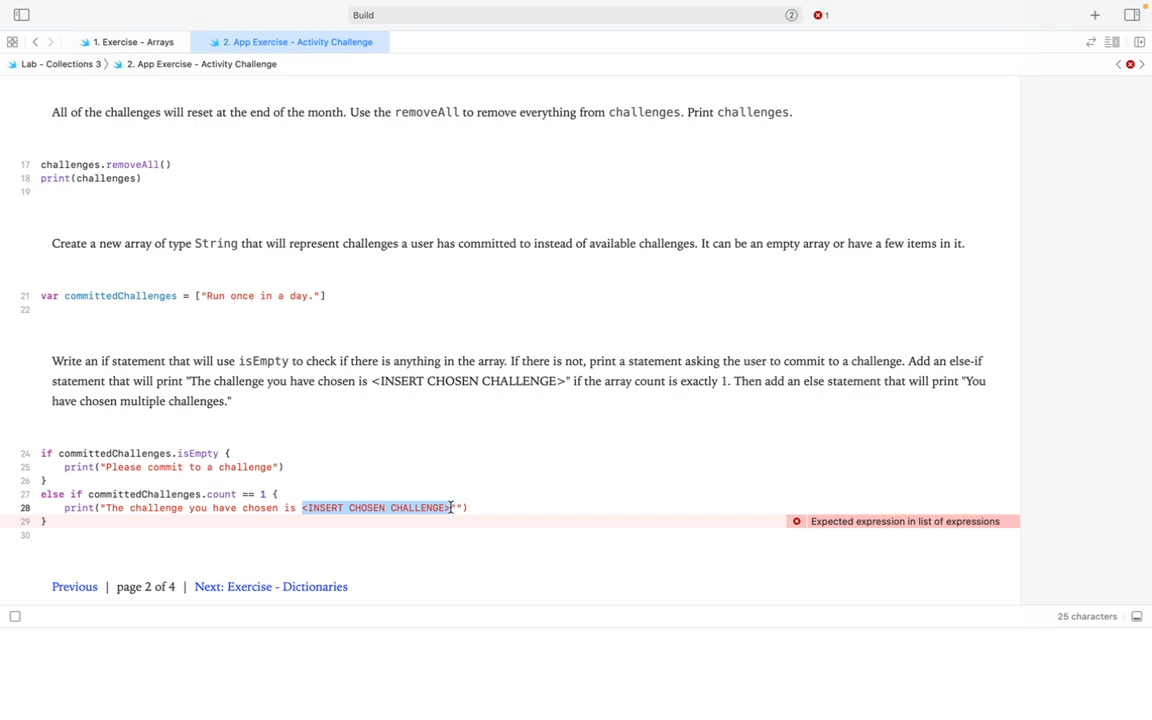 Build
2
1
1. Exercise - Arrays
2. App Exercise - Activity Challenge
Lab - Collections 3 〉 2. App Exercise - Activity Challenge
All of the challenges will reset at the end of the month. Use the removeAll to remove everything from challenges. Print challenges.
17 challenges.removeAll()
18 print(challenges)
19
Create a new array of type String that will represent challenges a user has committed to instead of available challenges. It can be an empty array or have a few items in it.
21 var committedChallenges = ["Run once in a day."]
22
Write an if statement that will use isEmpty to check if there is anything in the array. If there is not, print a statement asking the user to commit to a challenge. Add an else-if
statement that will print "The challenge you have chosen is <INSERT CHOSEN CHALLENGE>" if the array count is exactly 1. Then add an else statement that will print "You
have chosen multiple challenges."
24 if committedChallenges.isEmpty {
25 print("Please commit to a challenge")
26 }
27 else if committedChallenges.count == 1 {
28 print("The challenge you have chosen is <INSERT CHOSEN CHALLENGE>"")
29 } Expected expression in list of expressions
30
Previous | page 2 of 4 | Next: Exercise - Dictionaries
25 characters